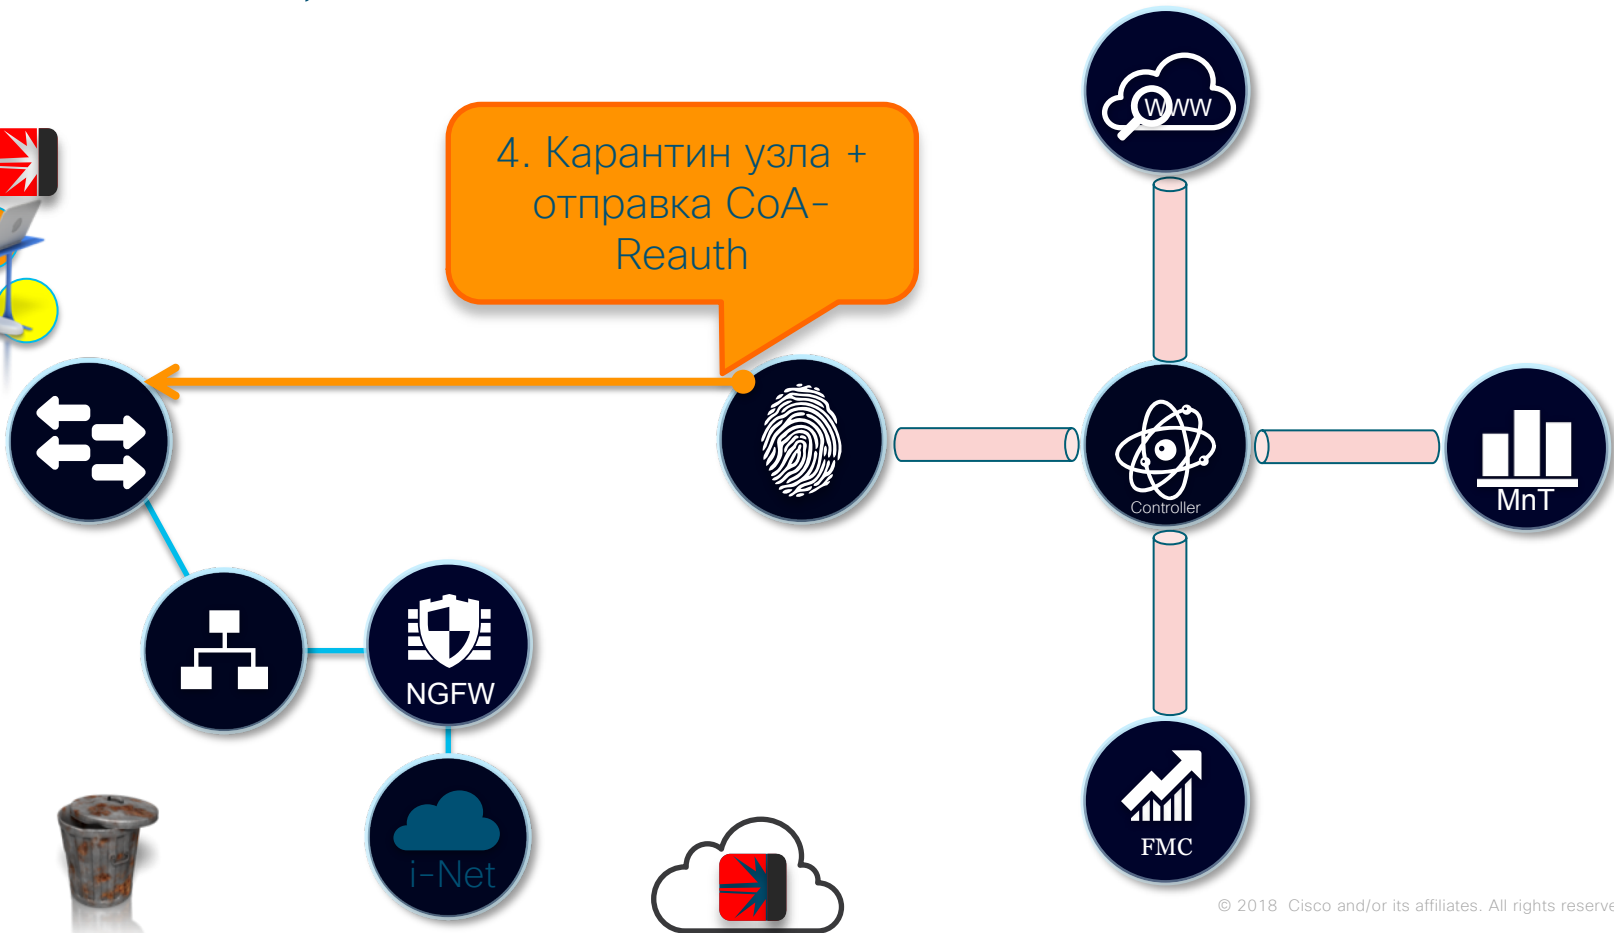 WWW
4. Карантин узла +
отправка CoA-
Reauth
Controller
MnT
NGFW
i-Net
FMC
© 2018 Cisco and/or its affiliates. All rights reserve